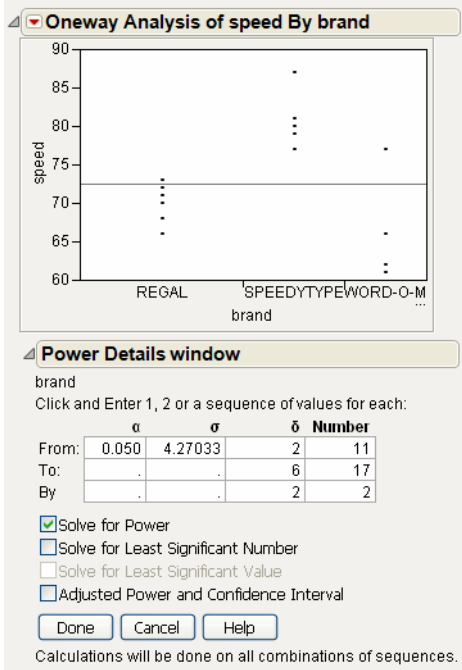 Oneway Analysis of speed By brand
90
85
80
75
70
65
60
speed
REGAL SPEEDYTYPE WORD-O-M
...
brand
Power Details window
brand
Click and Enter 1, 2 or a sequence of values for each:
α σ δ Number
From: 0.050 4.27033 2 11
To: . . 6 17
By . . 2 2
Solve for Power
Solve for Least Significant Number
Solve for Least Significant Value
Adjusted Power and Confidence Interval
Done Cancel Help
Calculations will be done on all combinations of sequences.